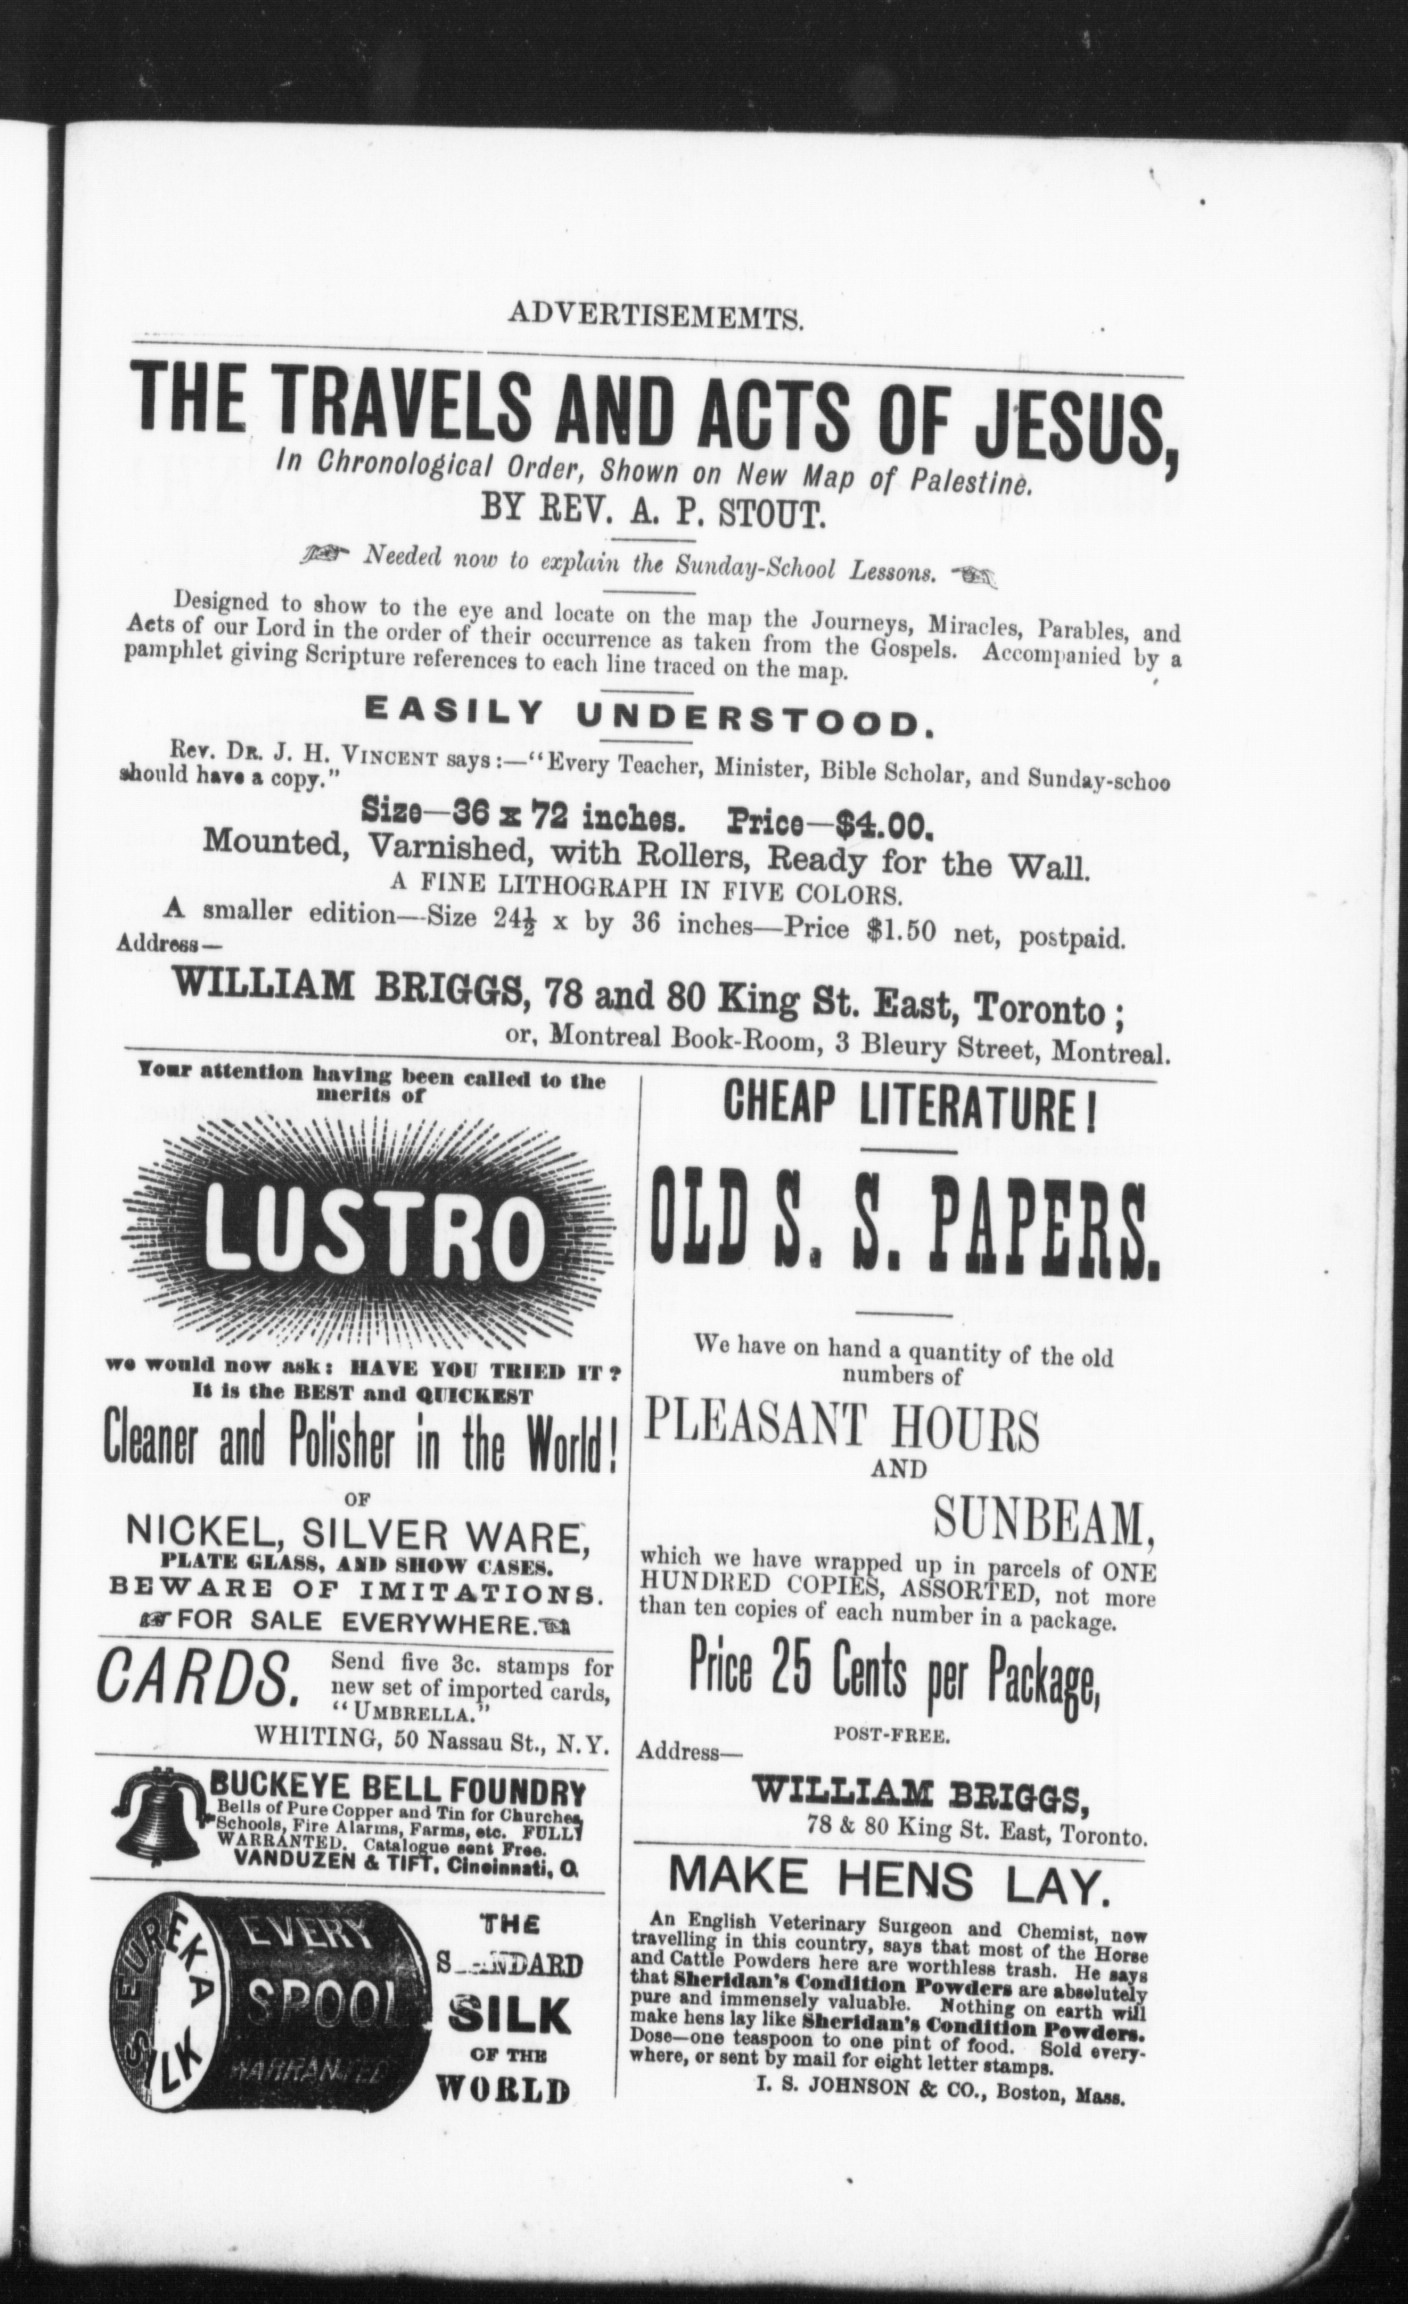 ADVERTISEMEMTS.
THE TRAVELS AND ACTS OF JESUS,
In Chronological Order, Shown on New Map of Palestine.
BY REV. A. P. STOUT.
Needed now to explain the Sunday-School Lessons.
Designed to show to the eye and locate on the map the Journeys, Miracles, Parables, and
Acts of our Lord in the order of their occurrence as taken from the Gospels. Accompanied by a
pamphlet giving Scripture references to each line traced on the map.
EASILY UNDERSTOOD.
Rev. Dr. J. H. Vincent says:—"Every Teacher, Minister, Bible Scholar, and Sunday-schoo
should have a copy."
Size—36 x 72 inches. Price—$4.00.
Mounted, Varnished, with Rollers, Ready for the Wall.
A FINE LITHOGRAPH IN FIVE COLORS.
A smaller edition—Size 24½ x by 36 inches—Price $1.50 net, postpaid.
Address—
WILLIAM BRIGGS, 78 and 80 King St. East, Toronto;
or, Montreal Book-Room, 3 Bleury Street, Montreal.
Your attention having been called to the
merits of
LUSTRO
we would now ask: HAVE YOU TRIED IT?
It is the BEST and QUICKEST
Cleaner and Polisher in the World!
OF
NICKEL, SILVER WARE,
PLATE GLASS, AND SHOW CASES.
BEWARE OF IMITATIONS.
FOR SALE EVERYWHERE.
CARDS.
Send five 3c. stamps for
new set of imported cards,
"Umbrella."
WHITING, 50 Nassau St., N.Y.
BUCKEYE BELL FOUNDRY
Bells of Pure Copper and Tin for Churches,
Schools, Fire Alarms, Farms, etc. FULLY
WARRANTED. Catalogue sent Free.
VANDUZEN & TIFT, Cincinnati, O.
EUREKA
SILK
EVERY
SPOOL
WARRANTED
THE
S NDARD
SILK
OF THE
WORLD
CHEAP LITERATURE!
OLD S. S. PAPERS.
We have on hand a quantity of the old
numbers of
PLEASANT HOURS
AND
SUNBEAM,
which we have wrapped up in parcels of ONE
HUNDRED COPIES, ASSORTED, not more
than ten copies of each number in a package.
Price 25 Cents per Package,
POST-FREE.
Address—
WILLIAM BRIGGS,
78 & 80 King St. East, Toronto.
MAKE HENS LAY.
An English Veterinary Surgeon and Chemist, now
travelling in this country, says that most of the Horse
and Cattle Powders here are worthless trash. He says
that Sheridan's Condition Powders are absolutely
pure and immensely valuable. Nothing on earth will
make hens lay like Sheridan's Condition Powders.
Dose—one teaspoon to one pint of food. Sold every-
where, or sent by mail for eight letter stamps.
I. S. JOHNSON & CO., Boston, Mass.